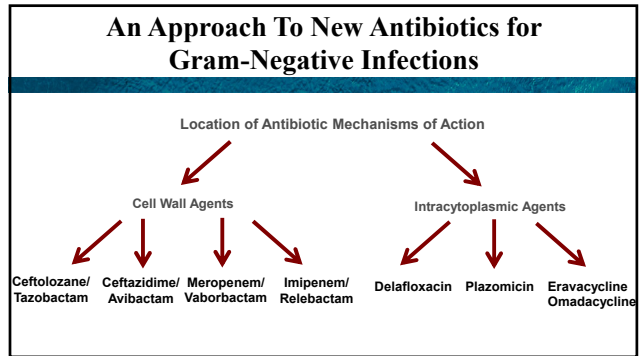 An Approach To New Antibiotics for
Gram-Negative Infections
Location of Antibiotic Mechanisms of Action
Cell Wall Agents
Intracytoplasmic Agents
Ceftolozane/
Tazobactam
Ceftazidime/
Avibactam
Meropenem/
Vaborbactam
Imipenem/
Relebactam
Delafloxacin
Plazomicin
Eravacycline
Omadacycline